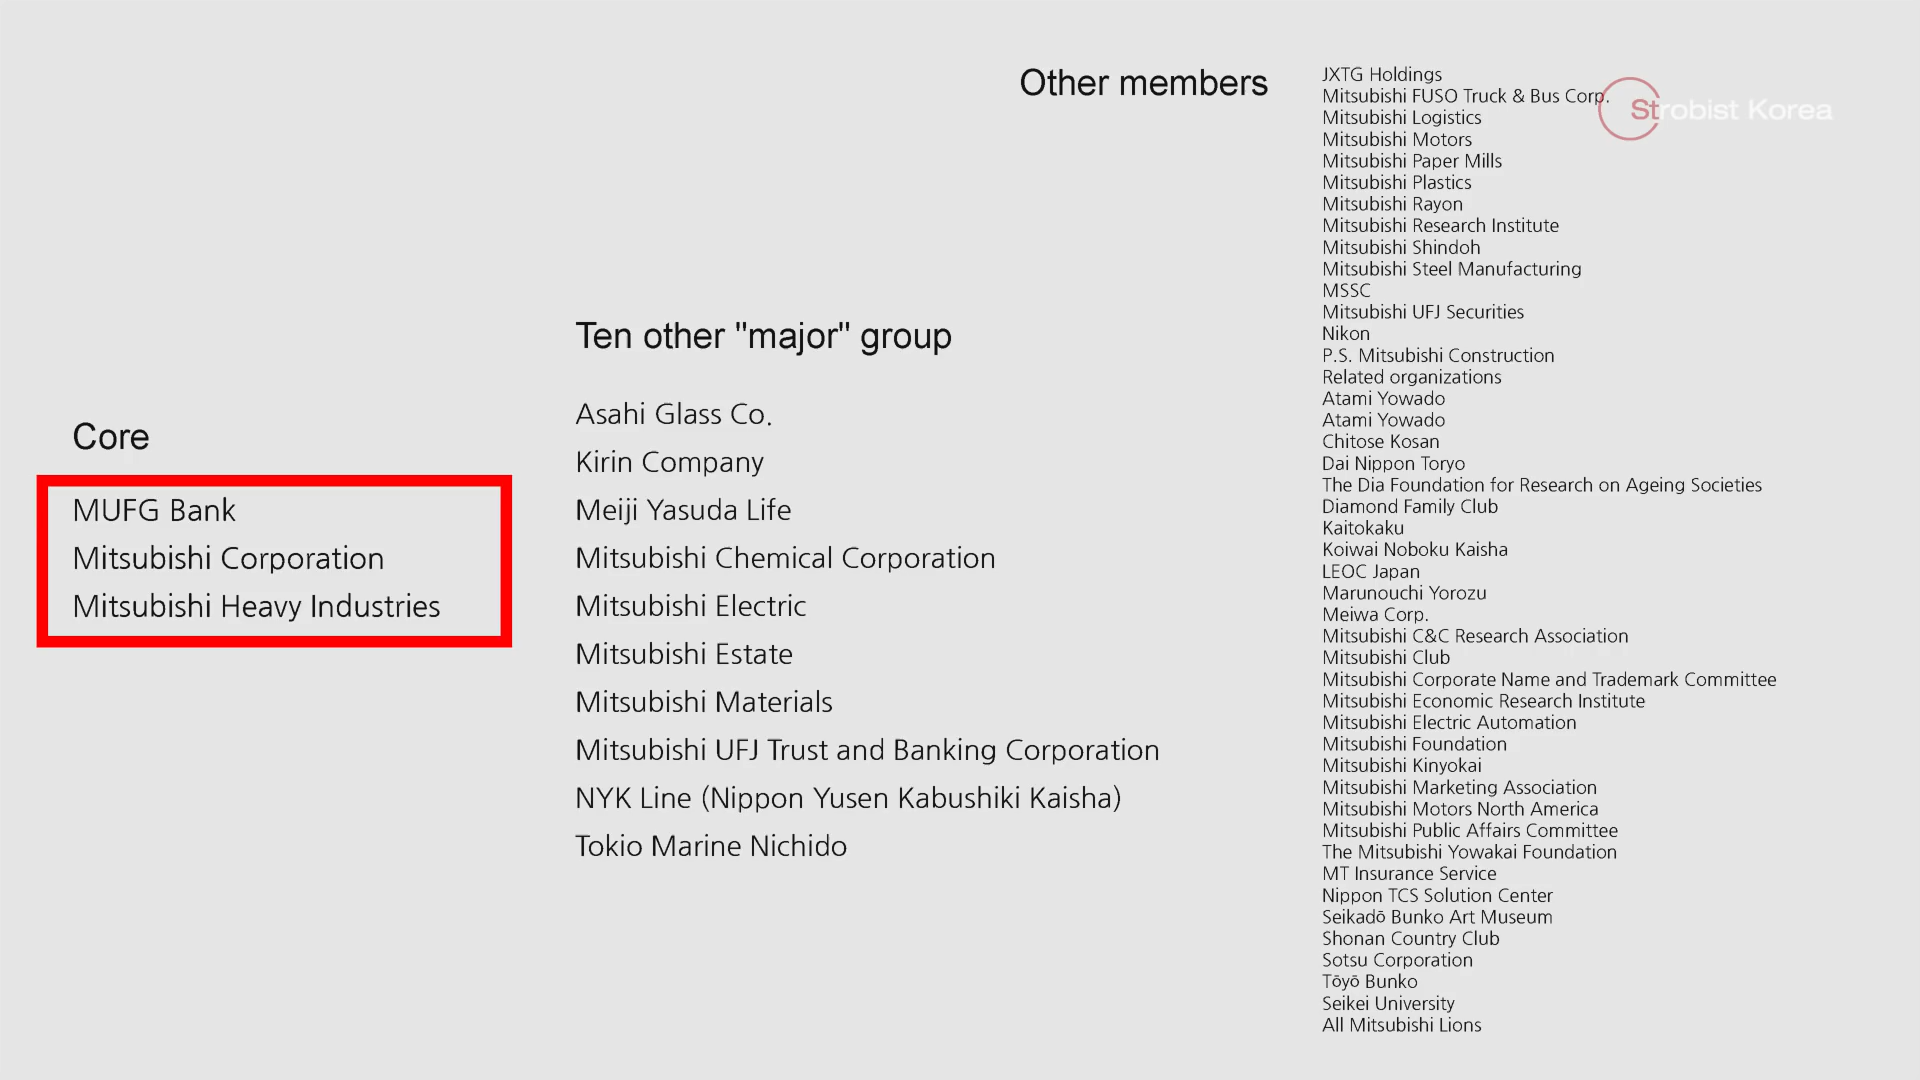 Core
MUFG Bank
Mitsubishi Corporation
Mitsubishi Heavy Industries
Ten other "major" group
Asahi Glass Co.
Kirin Company
Meiji Yasuda Life
Mitsubishi Chemical Corporation
Mitsubishi Electric
Mitsubishi Estate
Mitsubishi Materials
Mitsubishi UFJ Trust and Banking Corporation
NYK Line (Nippon Yusen Kabushiki Kaisha)
Tokio Marine Nichido
Other members
JXTG Holdings
Mitsubishi FUSO Truck & Bus Corp.
Mitsubishi Logistics
Mitsubishi Motors
Mitsubishi Paper Mills
Mitsubishi Plastics
Mitsubishi Rayon
Mitsubishi Research Institute
Mitsubishi Shindoh
Mitsubishi Steel Manufacturing
MSSC
Mitsubishi UFJ Securities
Nikon
P.S. Mitsubishi Construction
Related organizations
Atami Yowado
Atami Yowado
Chitose Kosan
Dai Nippon Toryo
The Dia Foundation for Research on Ageing Societies
Diamond Family Club
Kaitokaku
Koiwai Noboku Kaisha
LEOC Japan
Marunouchi Yorozu
Meiwa Corp.
Mitsubishi C&C Research Association
Mitsubishi Club
Mitsubishi Corporate Name and Trademark Committee
Mitsubishi Economic Research Institute
Mitsubishi Electric Automation
Mitsubishi Foundation
Mitsubishi Kinyokai
Mitsubishi Marketing Association
Mitsubishi Motors North America
Mitsubishi Public Affairs Committee
The Mitsubishi Yowakai Foundation
MT Insurance Service
Nippon TCS Solution Center
Seikadō Bunko Art Museum
Shonan Country Club
Sotsu Corporation
Tōyō Bunko
Seikei University
All Mitsubishi Lions
Strobist Korea